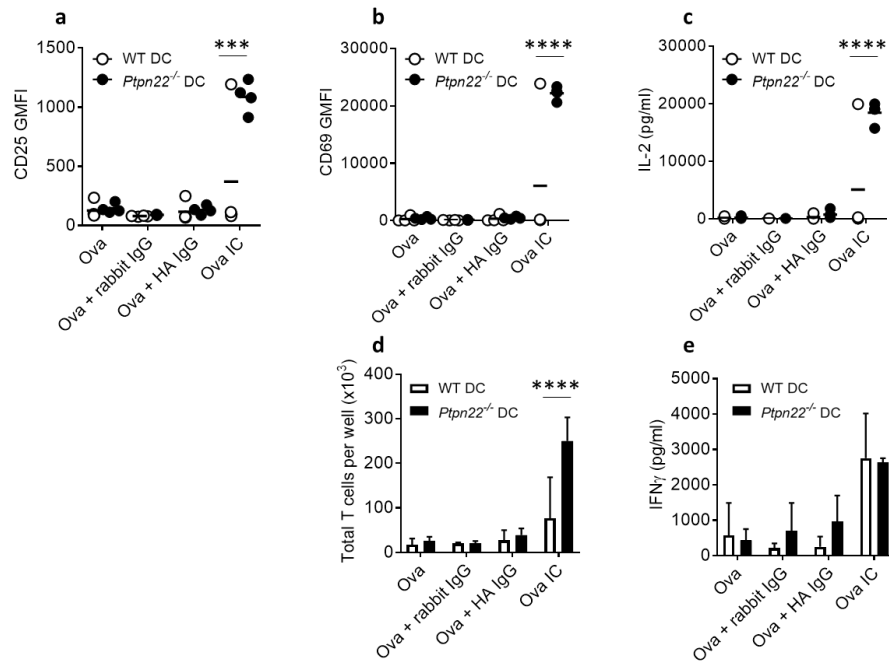 a
CD25 GMFI
1500
1000
500
0
WT DC
Ptpn22-/- DC
***
Ova
Ova + rabbit IgG
Ova + HA IgG
Ova IC
b
CD69 GMFI
30000
20000
10000
0
WT DC
Ptpn22-/- DC
****
Ova
Ova + rabbit IgG
Ova + HA IgG
Ova IC
c
IL-2 (pg/ml)
30000
20000
10000
0
WT DC
Ptpn22-/- DC
****
Ova
Ova + rabbit IgG
Ova + HA IgG
Ova IC
d
Total T cells per well (x10³)
400
300
200
100
0
WT DC
Ptpn22-/- DC
****
Ova
Ova + rabbit IgG
Ova + HA IgG
Ova IC
e
IFNγ (pg/ml)
5000
4000
3000
2000
1000
0
WT DC
Ptpn22-/- DC
Ova
Ova + rabbit IgG
Ova + HA IgG
Ova IC